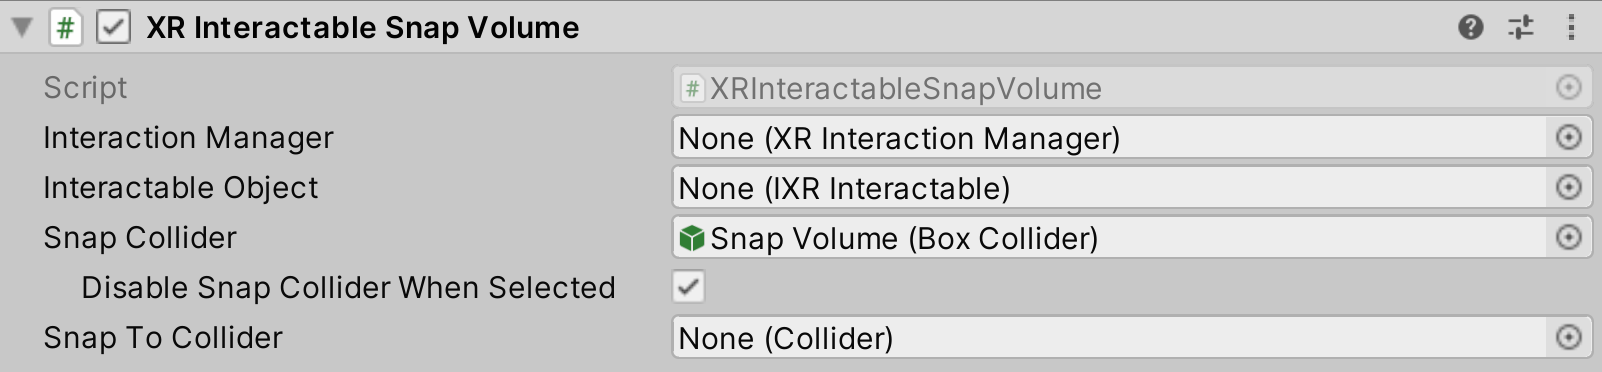 XR Interactable Snap Volume
Script
XRInteractableSnapVolume
Interaction Manager
None (XR Interaction Manager)
Interactable Object
None (IXR Interactable)
Snap Collider
Snap Volume (Box Collider)
Disable Snap Collider When Selected
Snap To Collider
None (Collider)